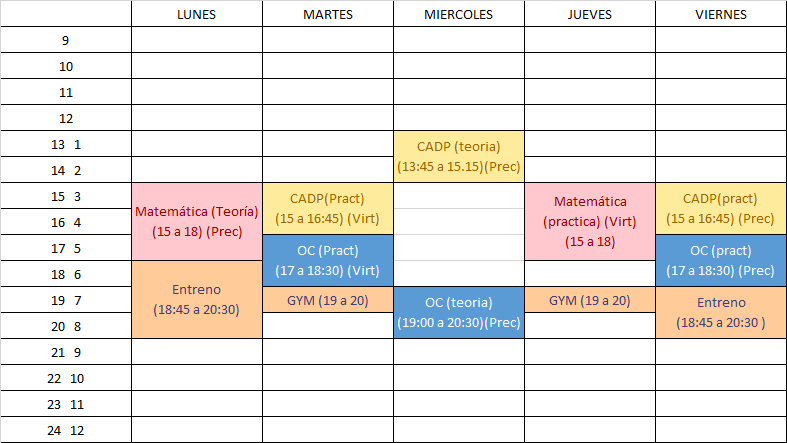 LUNES MARTES MIERCOLES JUEVES VIERNES
9
10
11
12
13 1
CADP (teoria)
14 2
(13:45 a 15.15)(Prec)
15 3
Matemática (Teoría)
(15 a 18) (Prec)
CADP(Pract)
(15 a 16:45) (Virt)
Matemática
(practica) (Virt)
(15 a 18)
CADP(pract)
(15 a 16:45) (Prec)
16 4
17 5
OC (Pract)
(17 a 18:30) (Virt)
OC (pract)
(17 a 18:30) (Prec)
18 6
Entreno
(18:45 a 20:30)
19 7
GYM (19 a 20)
OC (teoria)
(19:00 a 20:30)(Prec)
GYM (19 a 20)
Entreno
(18:45 a 20:30 )
20 8
21 9
22 10
23 11
24 12